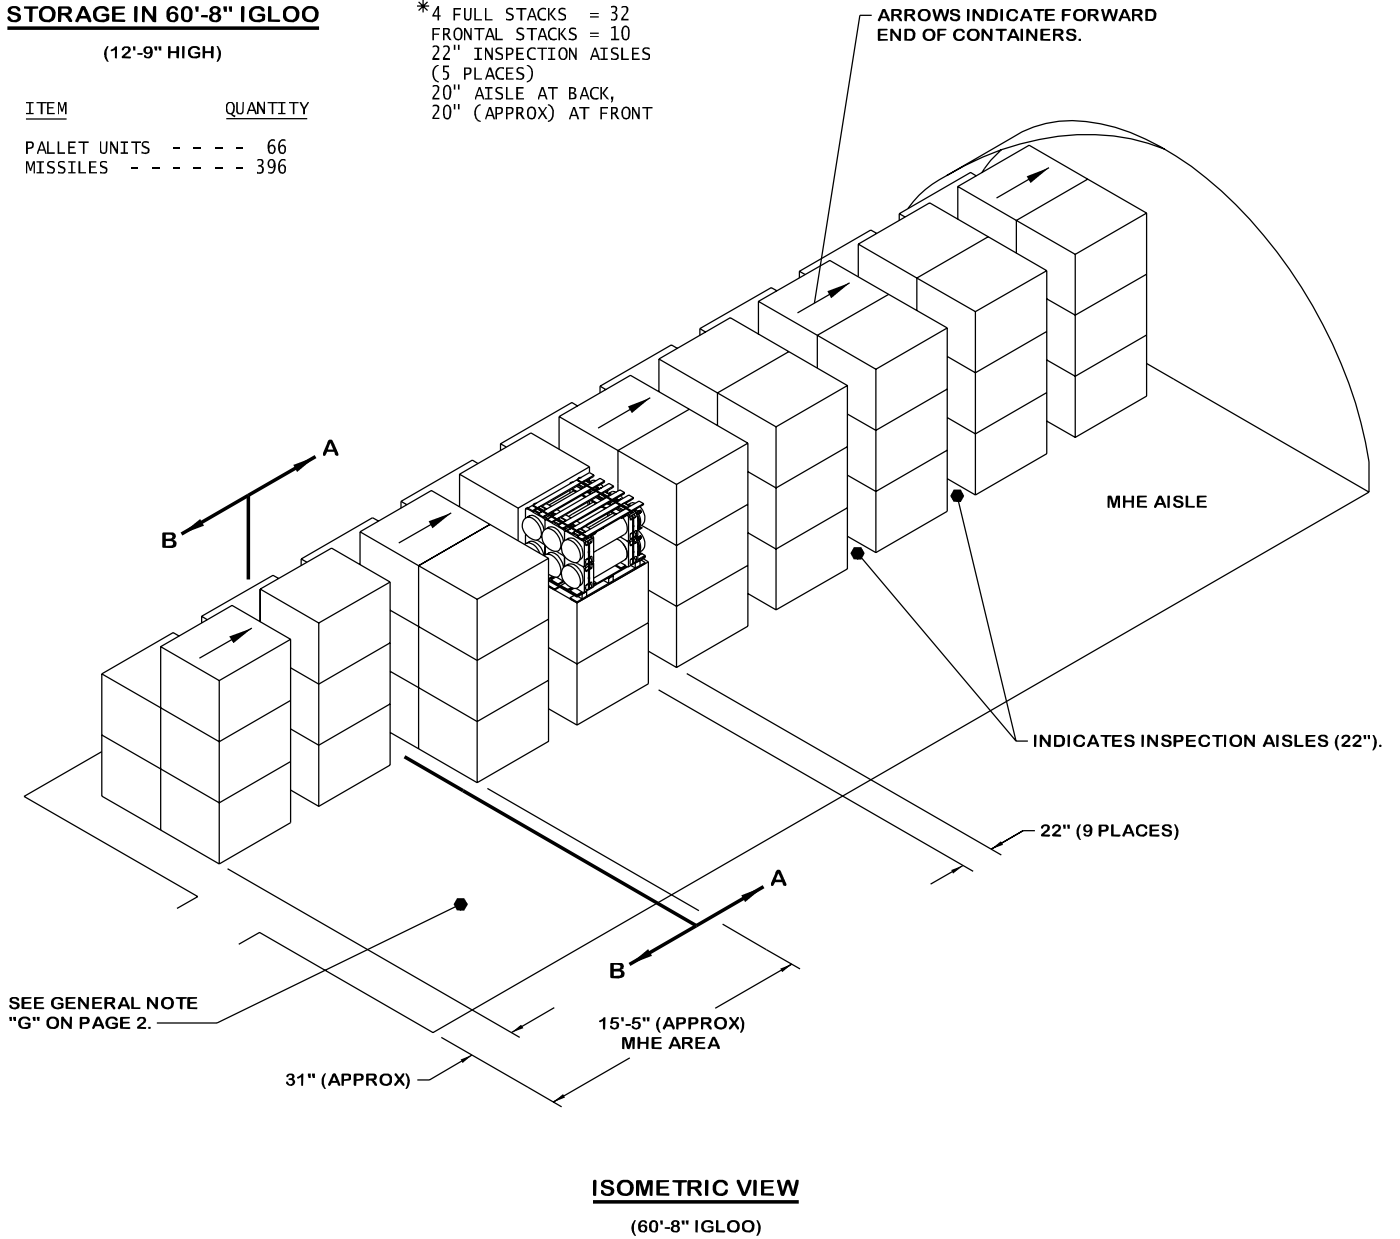 STORAGE IN 60'-8" IGLOO
(12'-9" HIGH)
ITEM QUANTITY
PALLET UNITS - - - - 66
MISSILES - - - - - - 396
*4 FULL STACKS = 32
FRONTAL STACKS = 10
22" INSPECTION AISLES
(5 PLACES)
20" AISLE AT BACK,
20" (APPROX) AT FRONT
ARROWS INDICATE FORWARD
END OF CONTAINERS.
A
B
MHE AISLE
INDICATES INSPECTION AISLES (22").
22" (9 PLACES)
A
B
SEE GENERAL NOTE
"G" ON PAGE 2.
15'-5" (APPROX)
MHE AREA
31" (APPROX)
ISOMETRIC VIEW
(60'-8" IGLOO)